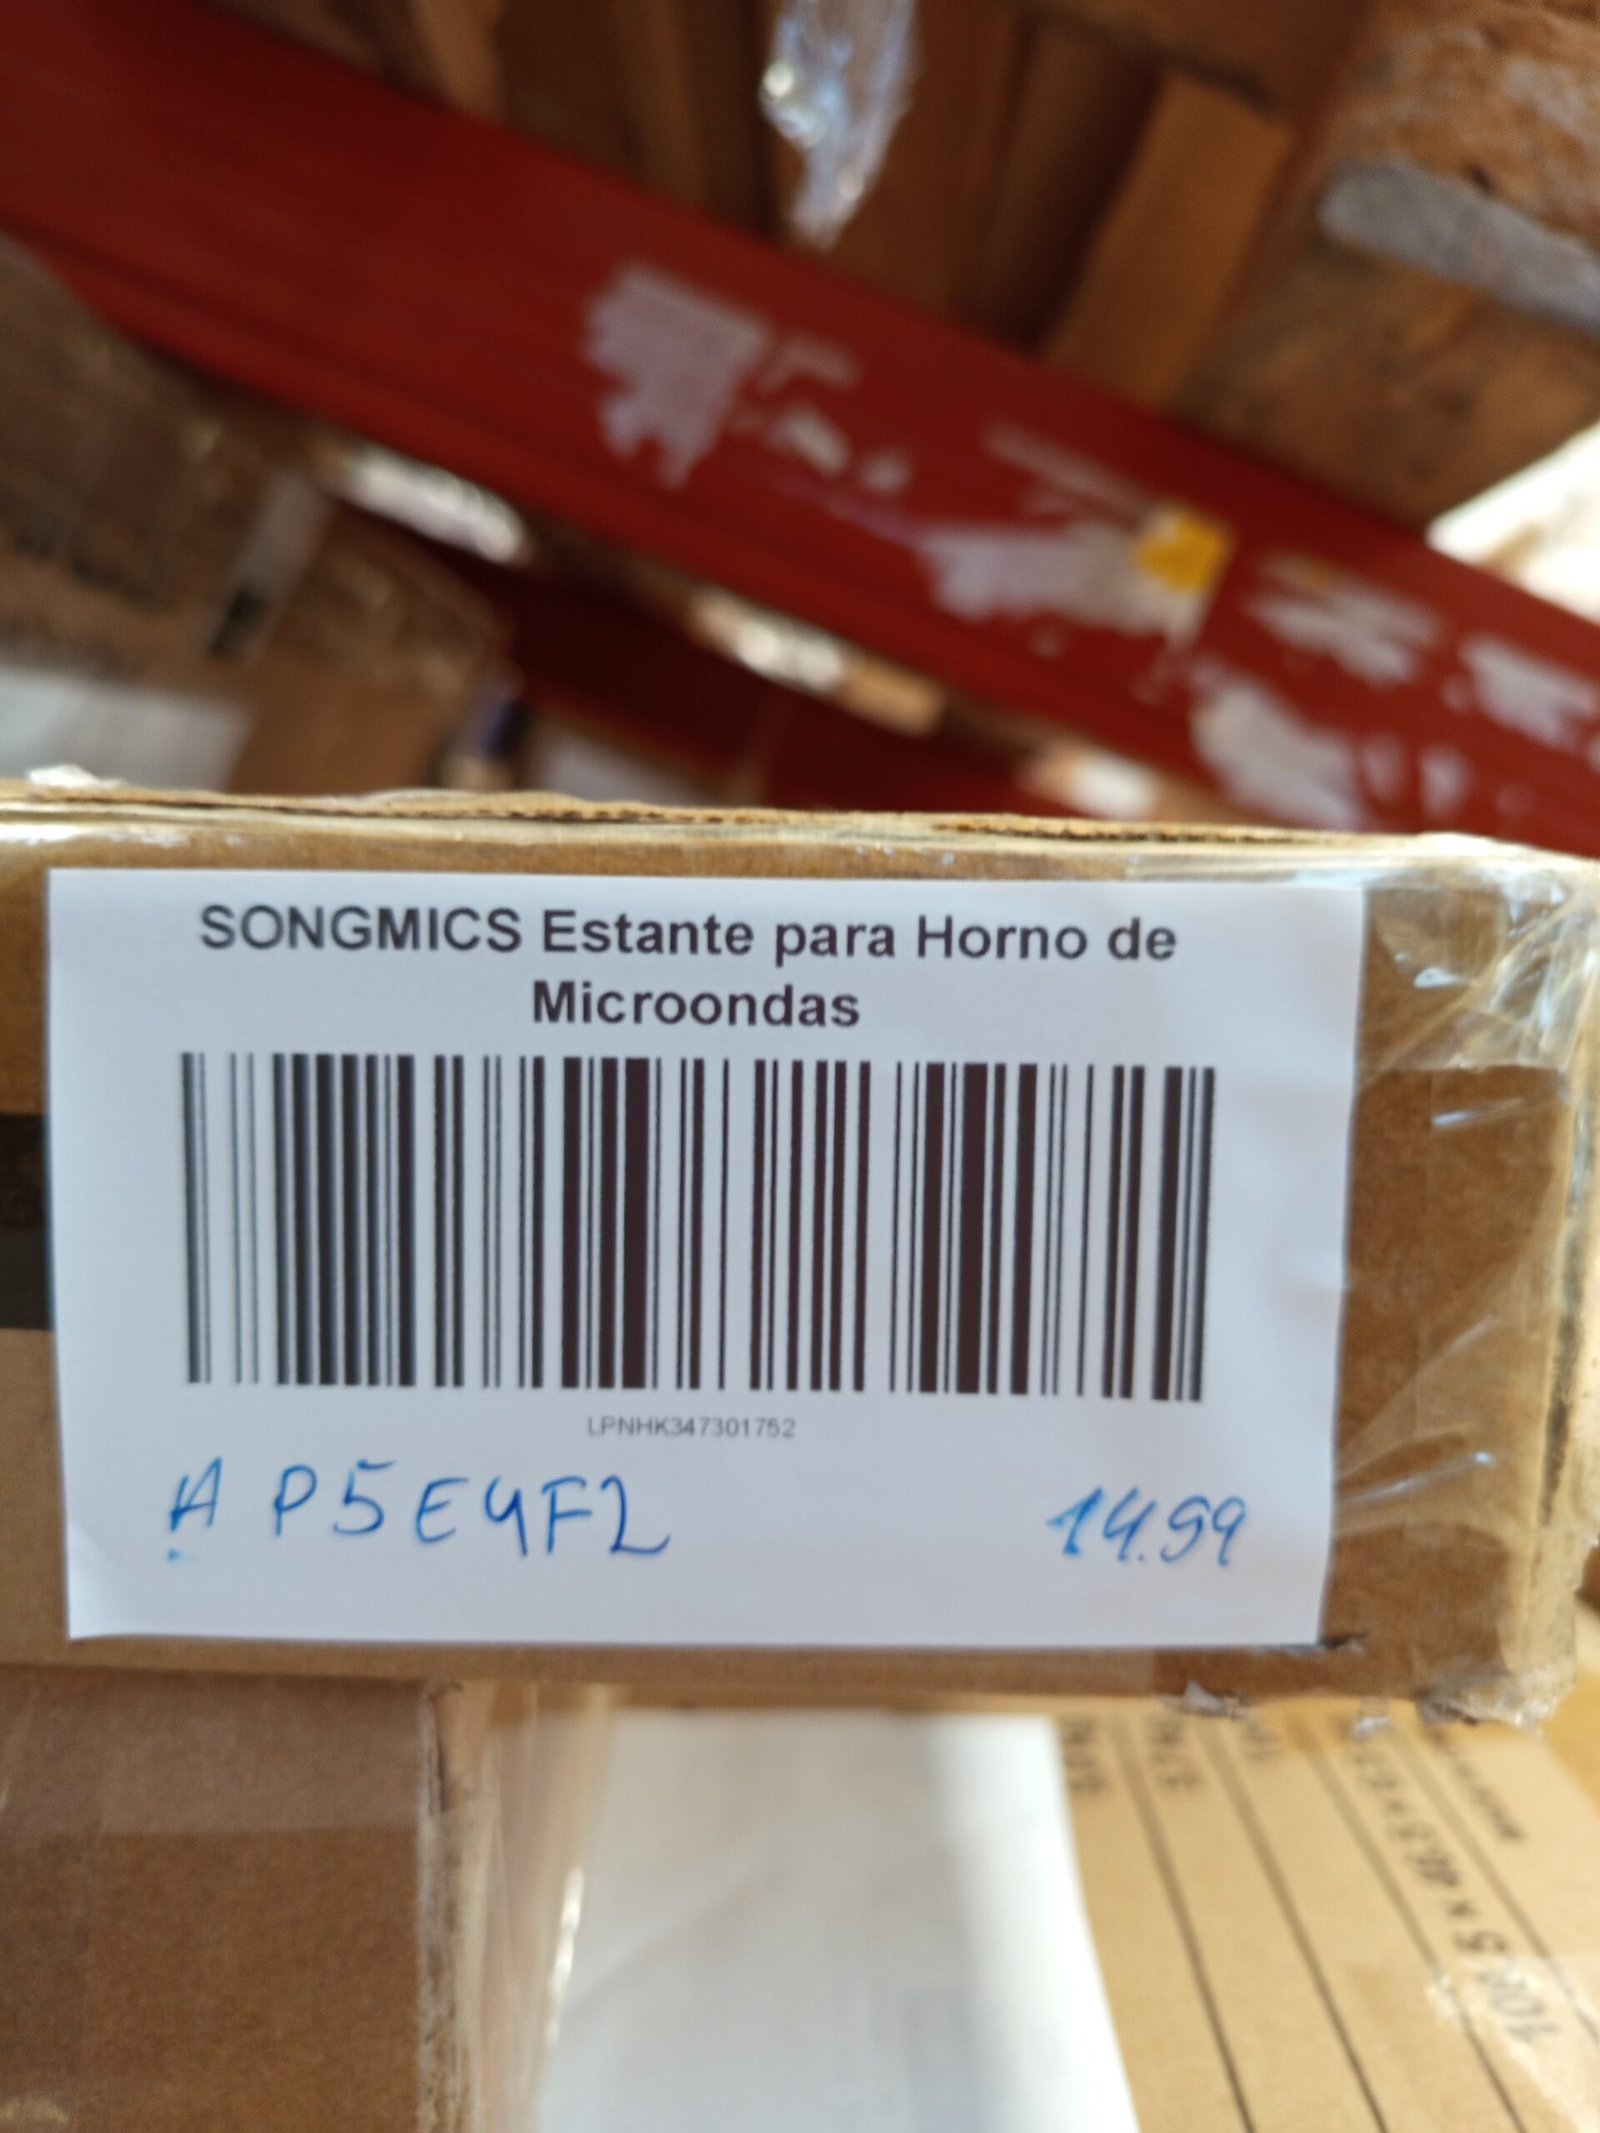 SONGMICS Estante para Horno de
Microondas
LPNHK347301752
A P5E4F2 14.99